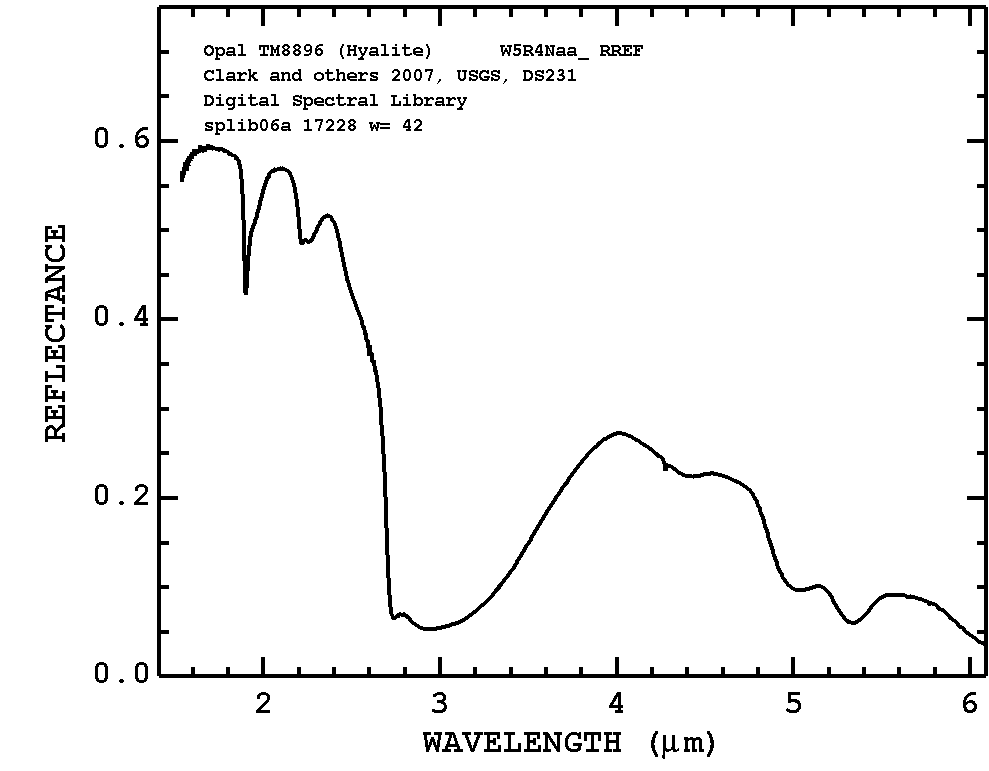 Opal TM8896 (Hyalite) W5R4Naa_ RREF
Clark and others 2007, USGS, DS231
Digital Spectral Library
splib06a 17228 w= 42
REFLECTANCE
0.6
0.4
0.2
0.0
2 3 4 5 6
WAVELENGTH (μm)